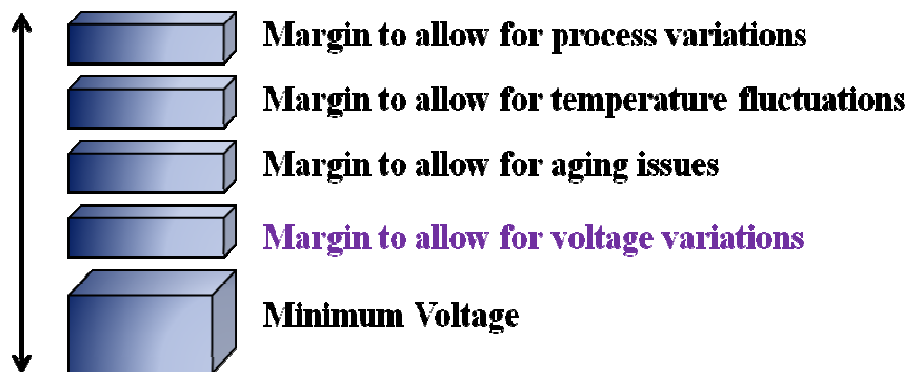 Margin to allow for process variations
Margin to allow for temperature fluctuations
Margin to allow for aging issues
Margin to allow for voltage variations
Minimum Voltage